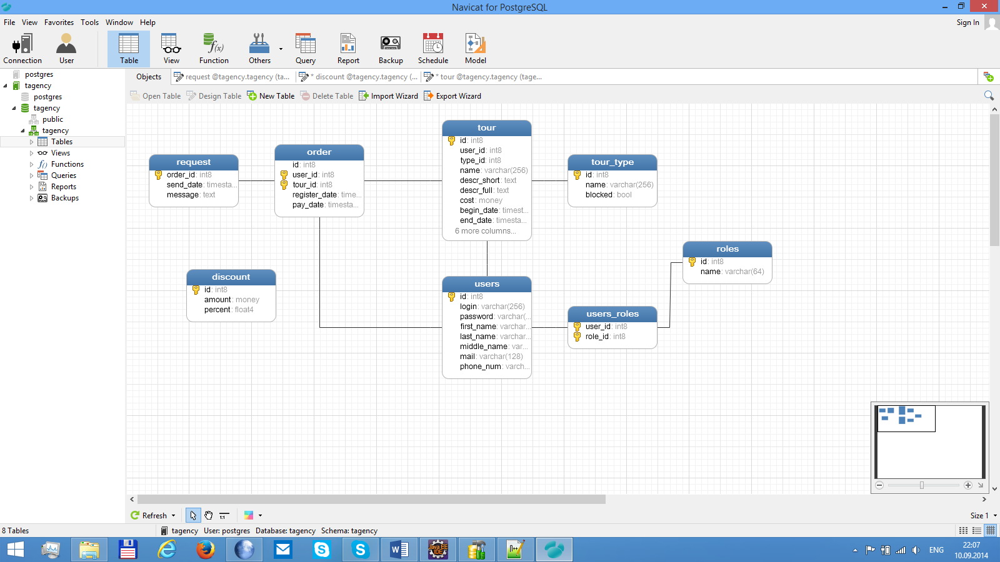 Navicat for PostgreSQL
File View Favorites Tools Window Help
Sign In
Connection User Table View Function Others Query Report Backup Schedule Model
postgres
tagency
postgres
tagency
public
tagency
Tables
Views
Functions
Queries
Reports
Backups
Objects request @tagency.tagency (ta... * discount @tagency.tagency (... * tour @tagency.tagency (tage...
Open Table Design Table New Table Delete Table Import Wizard Export Wizard
request
order_id: int8
send_date: timesta...
message: text
order
id: int8
user_id: int8
tour_id: int8
register_date: time...
pay_date: timesta...
tour
id: int8
user_id: int8
type_id: int8
name: varchar(256)
descr_short: text
descr_full: text
cost: money
begin_date: timest...
end_date: timesta...
6 more columns...
tour_type
id: int8
name: varchar(256)
blocked: bool
roles
id: int8
name: varchar(64)
discount
id: int8
amount: money
percent: float4
users
id: int8
login: varchar(256)
password: varchar(...
first_name: varchar...
last_name: varchar...
middle_name: var...
mail: varchar(128)
phone_num: varch...
users_roles
user_id: int8
role_id: int8
Refresh 1:1 Size 1
8 Tables tagency User: postgres Database: tagency Schema: tagency
Java EE
IDE
ENG
22:07
10.09.2014